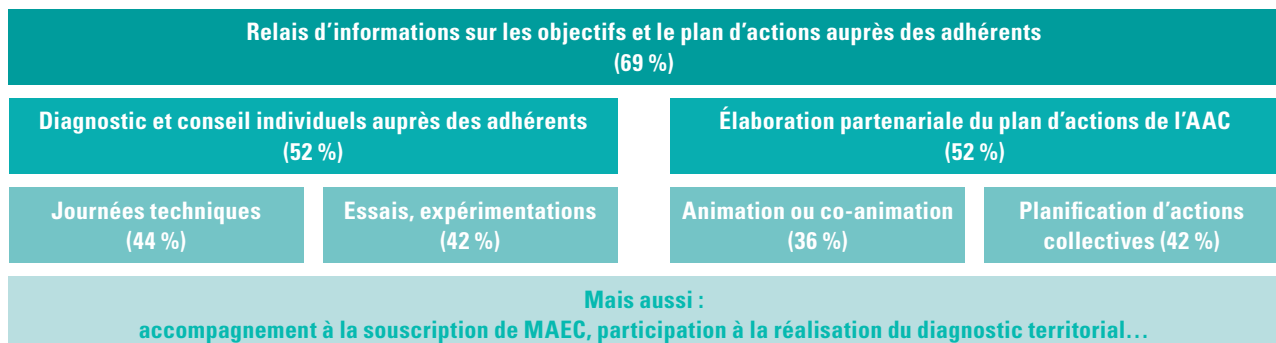 Relais d’informations sur les objectifs et le plan d’actions auprès des adhérents
(69 %)
Diagnostic et conseil individuels auprès des adhérents
(52 %)
Élaboration partenariale du plan d’actions de l’AAC
(52 %)
Journées techniques
(44 %)
Essais, expérimentations
(42 %)
Animation ou co-animation
(36 %)
Planification d’actions
collectives (42 %)
Mais aussi :
accompagnement à la souscription de MAEC, participation à la réalisation du diagnostic territorial…